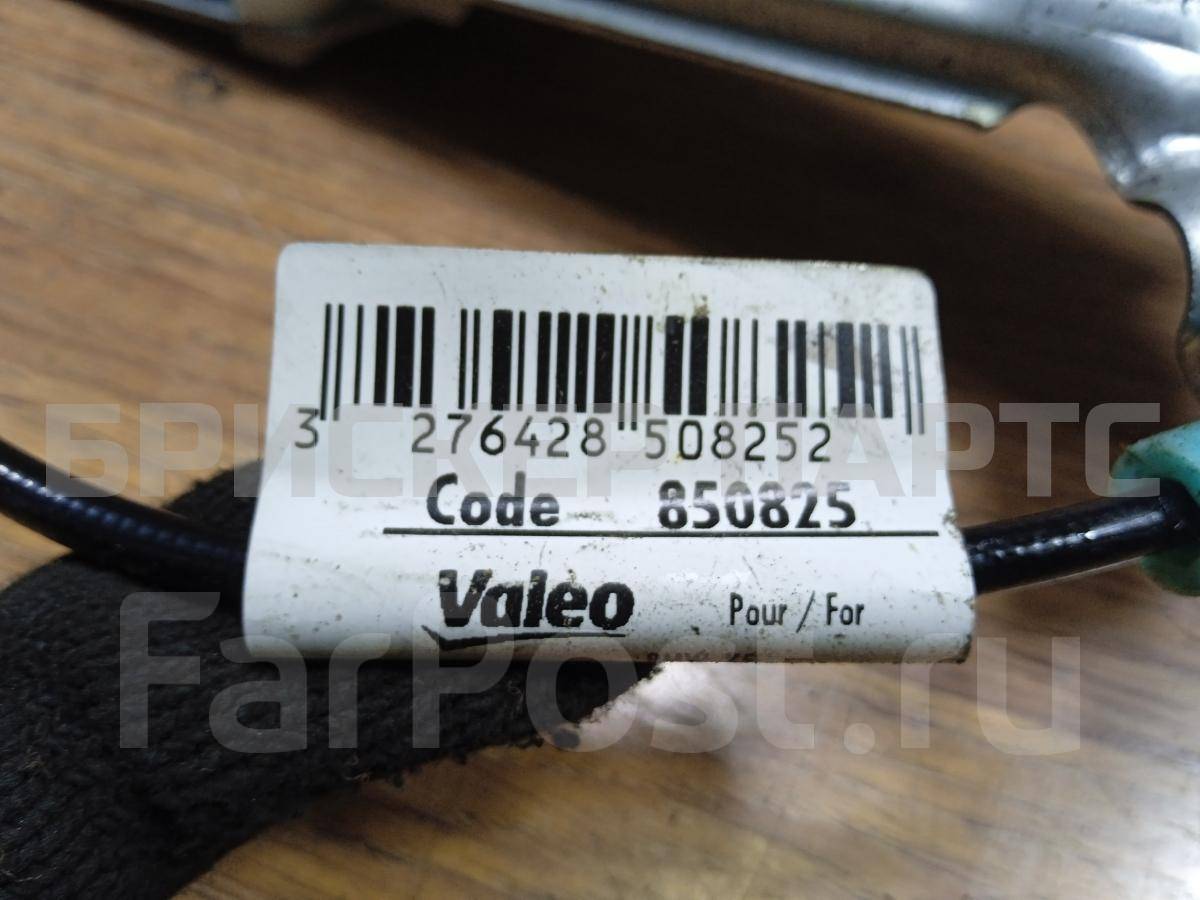 3 276428 508252
БРИСКЕР ПАРТС
Code 850825
Valeo Pour / For
FarPost.ru